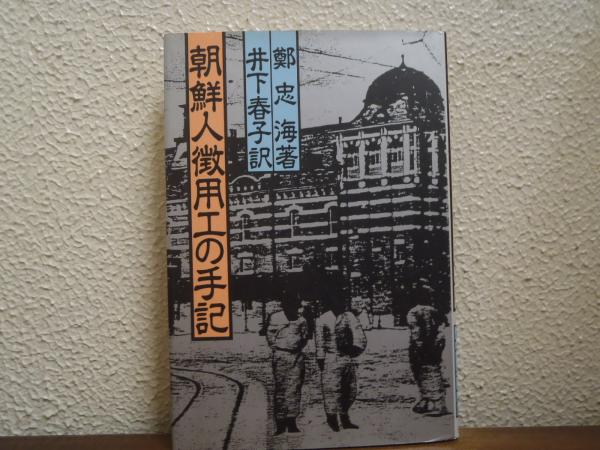 朝鮮人徴用工の手記
鄭忠海著
井下春子訳